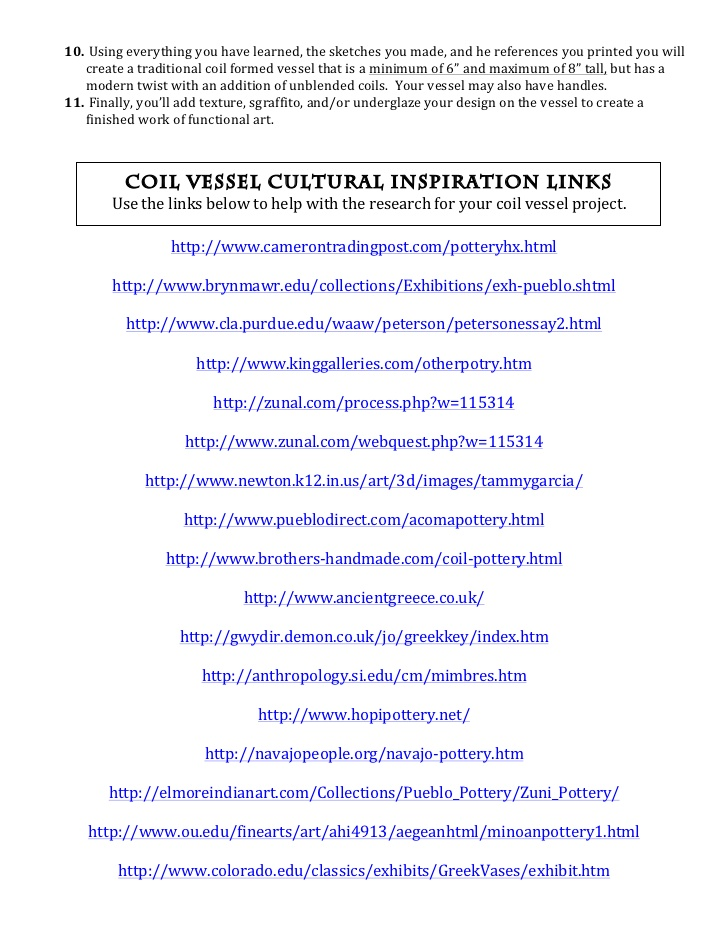 10. Using everything you have learned, the sketches you made, and he references you printed you will
create a traditional coil formed vessel that is a minimum of 6" and maximum of 8" tall, but has a
modern twist with an addition of unblended coils. Your vessel may also have handles.
11. Finally, you'll add texture, sgraffito, and/or underglaze your design on the vessel to create a
finished work of functional art.
COIL VESSEL CULTURAL INSPIRATION LINKS
Use the links below to help with the research for your coil vessel project.
http://www.camerontradingpost.com/potteryhx.html
http://www.brynmawr.edu/collections/Exhibitions/exh-pueblo.shtml
http://www.cla.purdue.edu/waaw/peterson/petersonessay2.html
http://www.kinggalleries.com/otherpotry.htm
http://zunal.com/process.php?w=115314
http://www.zunal.com/webquest.php?w=115314
http://www.newton.k12.in.us/art/3d/images/tammygarcia/
http://www.pueblodirect.com/acomapottery.html
http://www.brothers-handmade.com/coil-pottery.html
http://www.ancientgreece.co.uk/
http://gwydir.demon.co.uk/jo/greekkey/index.htm
http://anthropology.si.edu/cm/mimbres.htm
http://www.hopipottery.net/
http://navajopeople.org/navajo-pottery.htm
http://elmoreindianart.com/Collections/Pueblo_Pottery/Zuni_Pottery/
http://www.ou.edu/finearts/art/ahi4913/aegeanhtml/minoanpottery1.html
http://www.colorado.edu/classics/exhibits/GreekVases/exhibit.htm